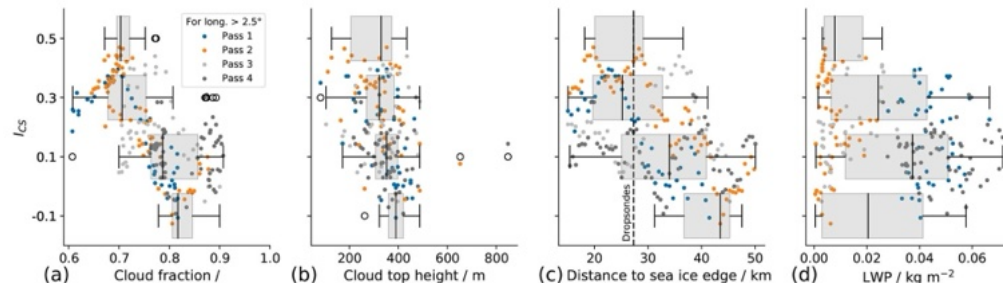 For long. > 2.5°
Pass 1
Pass 2
Pass 3
Pass 4
I_CS
0.5
0.3
0.1
-0.1
0.6 0.7 0.8 0.9 1.0
(a) Cloud fraction /
200 400 600 800
(b) Cloud top height / m
Dropsondes
20 30 40 50
(c) Distance to sea ice edge / km
0.00 0.02 0.04 0.06
(d) LWP / kg m⁻²